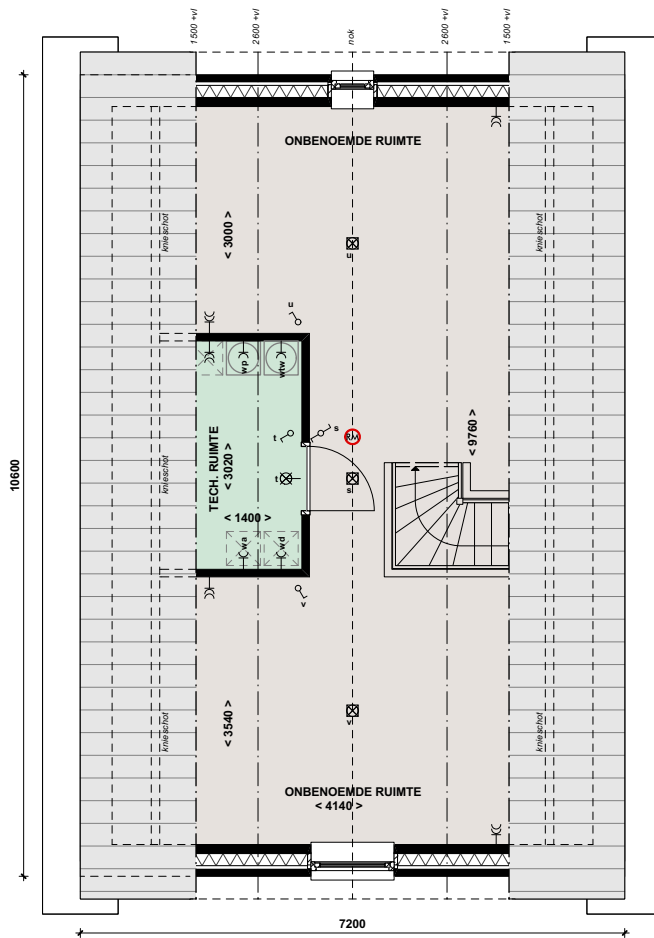 1500 +vl
2600 +vl
nok
2600 +vl
1500 +vl
ONBENOEMDE RUIMTE
knieschot
< 3000 >
knieschot
u
u
wp
wtw
t
s
RM
< 9760 >
10600
knieschot
TECH. RUIMTE
< 3020 >
t
s
< 1400 >
wa
wd
v
knieschot
< 3540 >
v
knieschot
ONBENOEMDE RUIMTE
< 4140 >
7200